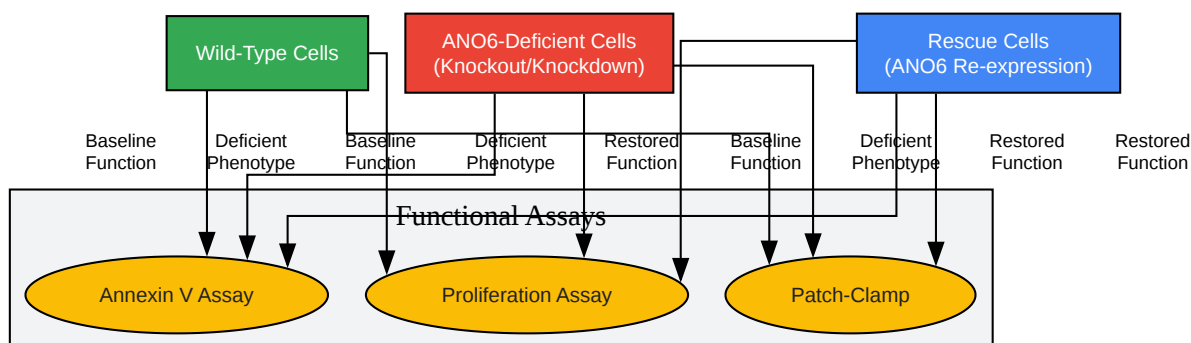 Wild-Type Cells
ANO6-Deficient Cells
(Knockout/Knockdown)
Rescue Cells
(ANO6 Re-expression)
Baseline
Function
Deficient
Phenotype
Baseline
Function
Deficient
Phenotype
Restored
Function
Baseline
Function
Deficient
Phenotype
Restored
Function
Restored
Function
Functional Assays
Annexin V Assay
Proliferation Assay
Patch-Clamp